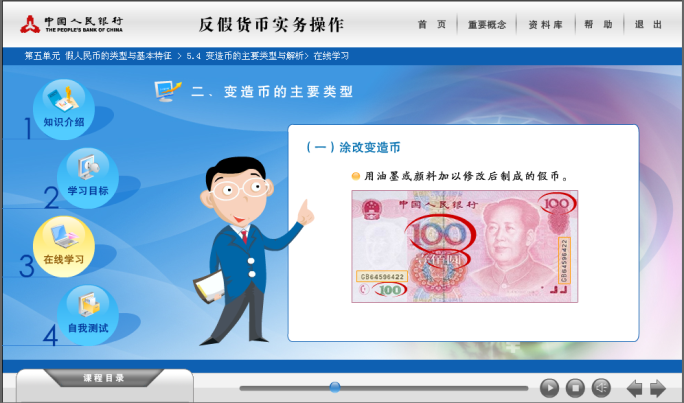 中国人民银行
THE PEOPLE'S BANK OF CHINA
反假货币实务操作
首 页
重要概念
资料库
帮 助
退 出
第五单元 假人民币的类型与基本特征 > 5.4 变造币的主要类型与解析> 在线学习
二、变造币的主要类型
1
知识介绍
2
学习目标
3
在线学习
4
自我测试
(一)涂改变造币
用油墨或颜料加以修改后制成的假币。
中国人民银行
100
100
壹佰圆
GB64596422
GB64596422
100
课程目录